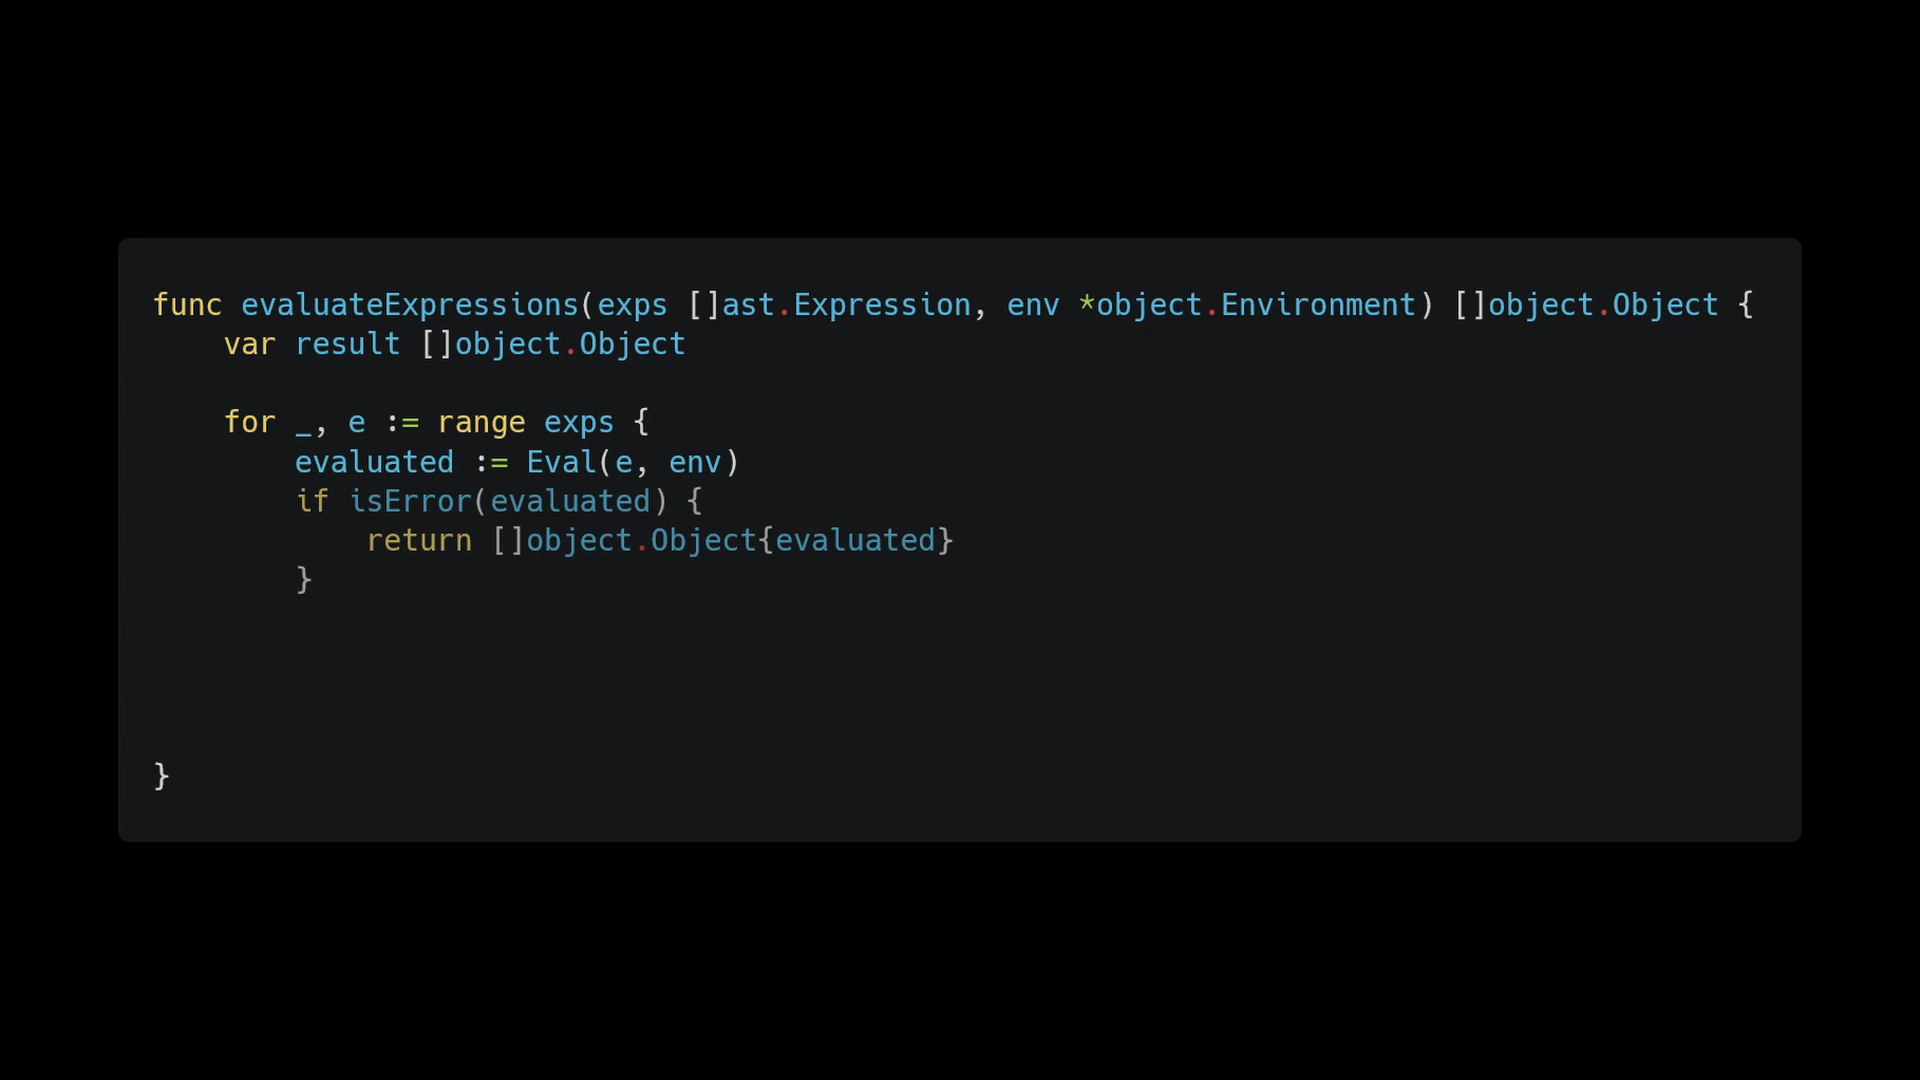 func evaluateExpressions(exps []ast.Expression, env *object.Environment) []object.Object {
    var result []object.Object
    for _, e := range exps {
        evaluated := Eval(e, env)
        if isError(evaluated) {
            return []object.Object{evaluated}
        }
}